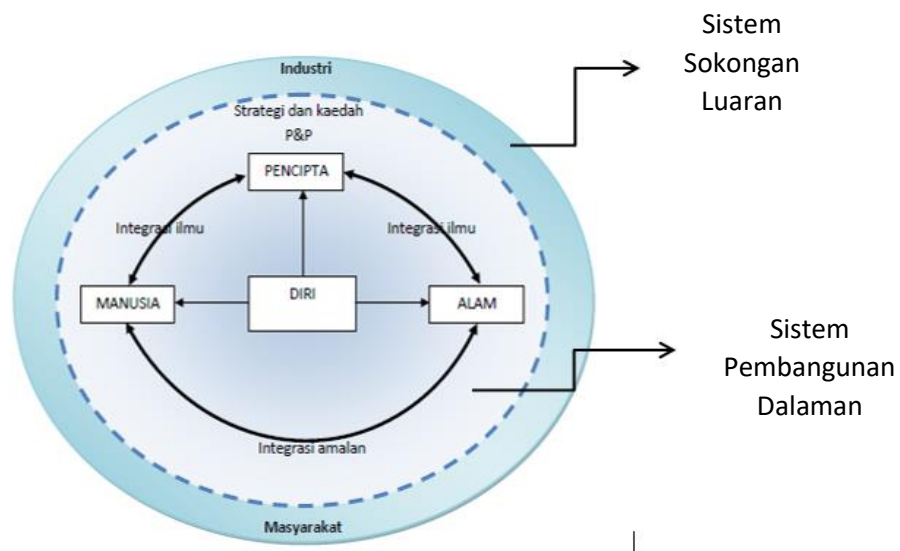 Sistem
Sokongan
Luaran
Industri
Strategi dan kaedah
P&P
PENCIPTA
Integrasi ilmu
Integrasi ilmu
MANUSIA
DIRI
ALAM
Sistem
Pembangunan
Dalaman
Integrasi amalan
Masyarakat